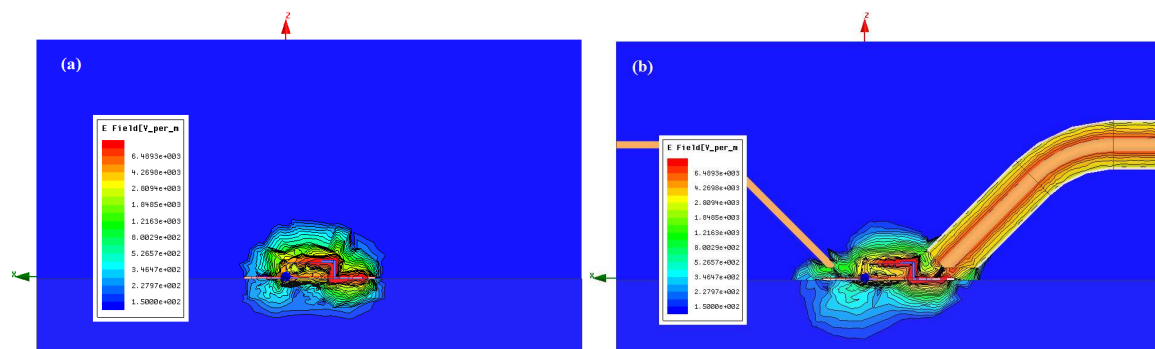 Z
(a)
E Field[V_per_m
6.4893e+003
4.2698e+003
2.8094e+003
1.8485e+003
1.2163e+003
8.0029e+002
5.2657e+002
3.4647e+002
2.2797e+002
1.5000e+002
X
Z
(b)
E Field[V_per_m
6.4893e+003
4.2698e+003
2.8094e+003
1.8485e+003
1.2163e+003
8.0029e+002
5.2657e+002
3.4647e+002
2.2797e+002
1.5000e+002
X